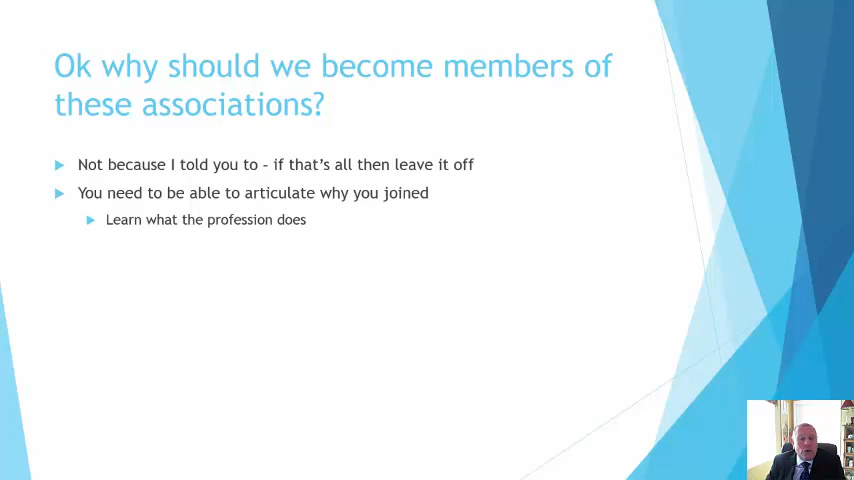 Ok why should we become members of
these associations?
Not because I told you to – if that's all then leave it off
You need to be able to articulate why you joined
Learn what the profession does